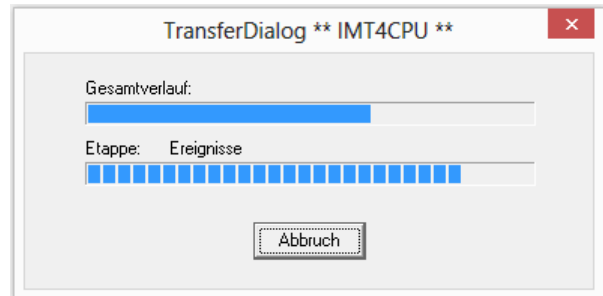 TransferDialog ** IMT4CPU **
Gesamtverlauf:
Etappe: Ereignisse
Abbruch